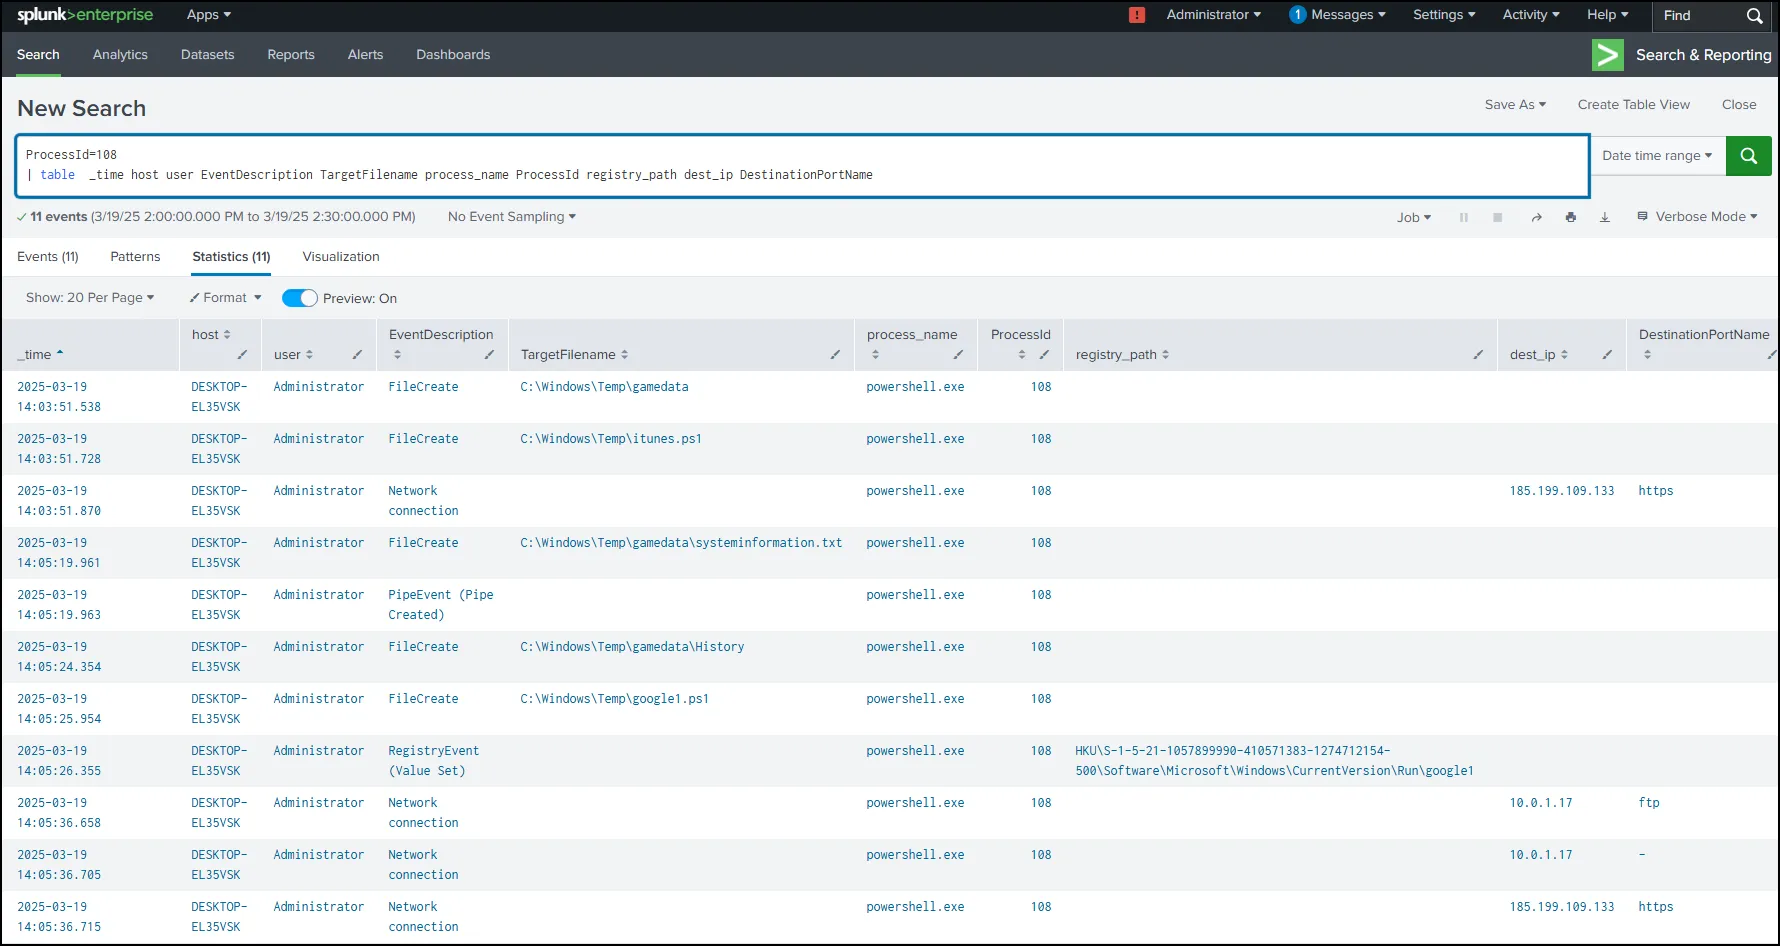 splunk>enterprise Apps ! Administrator 1 Messages Settings Activity Help Find
Search Analytics Datasets Reports Alerts Dashboards > Search & Reporting
New Search Save As Create Table View Close
ProcessId=108 Date time range
| table _time host user EventDescription TargetFilename process_name ProcessId registry_path dest_ip DestinationPortName
✓ 11 events (3/19/25 2:00:00.000 PM to 3/19/25 2:30:00.000 PM) No Event Sampling Job Verbose Mode
Events (11) Patterns Statistics (11) Visualization
Show: 20 Per Page Format Preview: On
_time host user EventDescription TargetFilename process_name ProcessId registry_path dest_ip DestinationPortName
2025-03-19 DESKTOP- Administrator FileCreate C:\Windows\Temp\gamedata powershell.exe 108
14:03:51.538 EL35VSK
2025-03-19 DESKTOP- Administrator FileCreate C:\Windows\Temp\itunes.ps1 powershell.exe 108
14:03:51.728 EL35VSK
2025-03-19 DESKTOP- Administrator Network powershell.exe 108 185.199.109.133 https
14:03:51.870 EL35VSK connection
2025-03-19 DESKTOP- Administrator FileCreate C:\Windows\Temp\gamedata\systeminformation.txt powershell.exe 108
14:05:19.961 EL35VSK
2025-03-19 DESKTOP- Administrator PipeEvent (Pipe powershell.exe 108
14:05:19.963 EL35VSK Created)
2025-03-19 DESKTOP- Administrator FileCreate C:\Windows\Temp\gamedata\History powershell.exe 108
14:05:24.354 EL35VSK
2025-03-19 DESKTOP- Administrator FileCreate C:\Windows\Temp\google1.ps1 powershell.exe 108
14:05:25.954 EL35VSK
2025-03-19 DESKTOP- Administrator RegistryEvent powershell.exe 108 HKU\S-1-5-21-1057899990-410571383-1274712154-
14:05:26.355 EL35VSK (Value Set) 500\Software\Microsoft\Windows\CurrentVersion\Run\google1
2025-03-19 DESKTOP- Administrator Network powershell.exe 108 10.0.1.17 ftp
14:05:36.658 EL35VSK connection
2025-03-19 DESKTOP- Administrator Network powershell.exe 108 10.0.1.17 -
14:05:36.705 EL35VSK connection
2025-03-19 DESKTOP- Administrator Network powershell.exe 108 185.199.109.133 https
14:05:36.715 EL35VSK connection